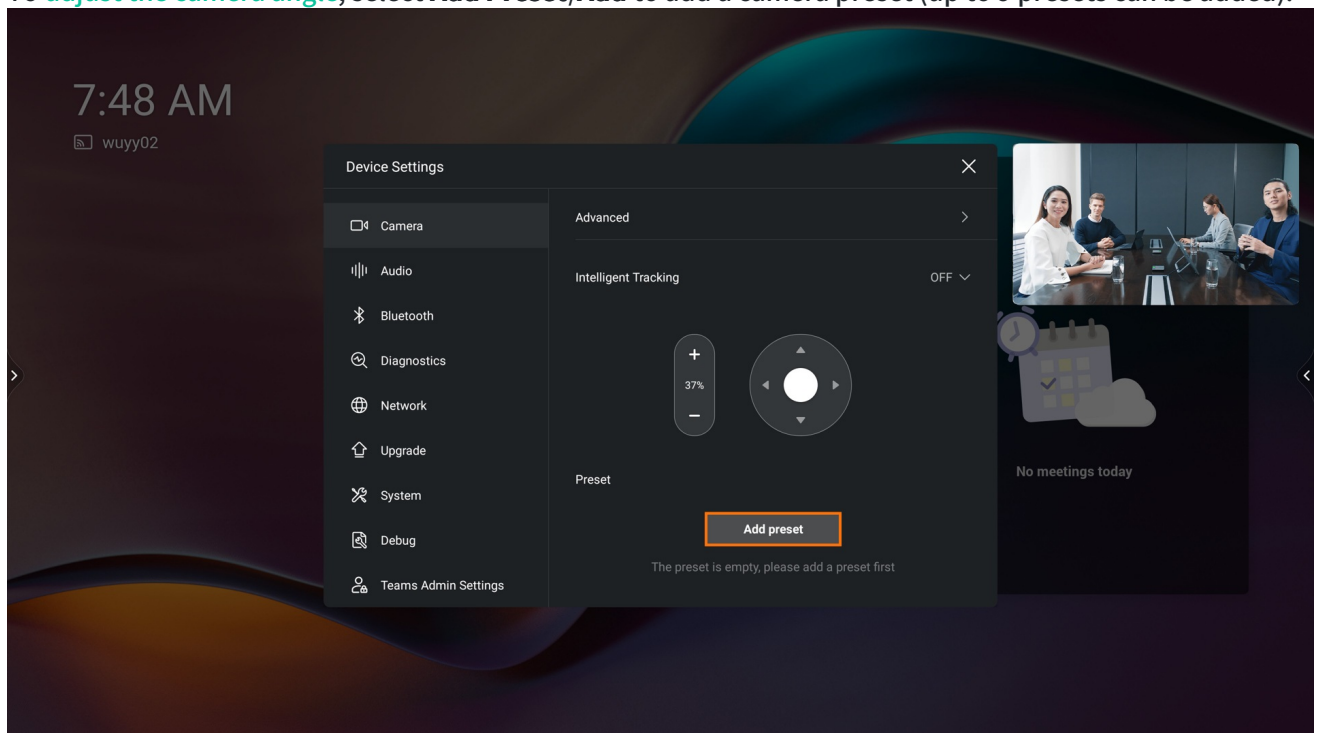 7:48 AM
wuyy02
Device Settings
Camera
Audio
Bluetooth
Diagnostics
Network
Upgrade
System
Debug
Teams Admin Settings
Advanced
Intelligent Tracking OFF
37%
Preset
Add preset
The preset is empty, please add a preset first
No meetings today